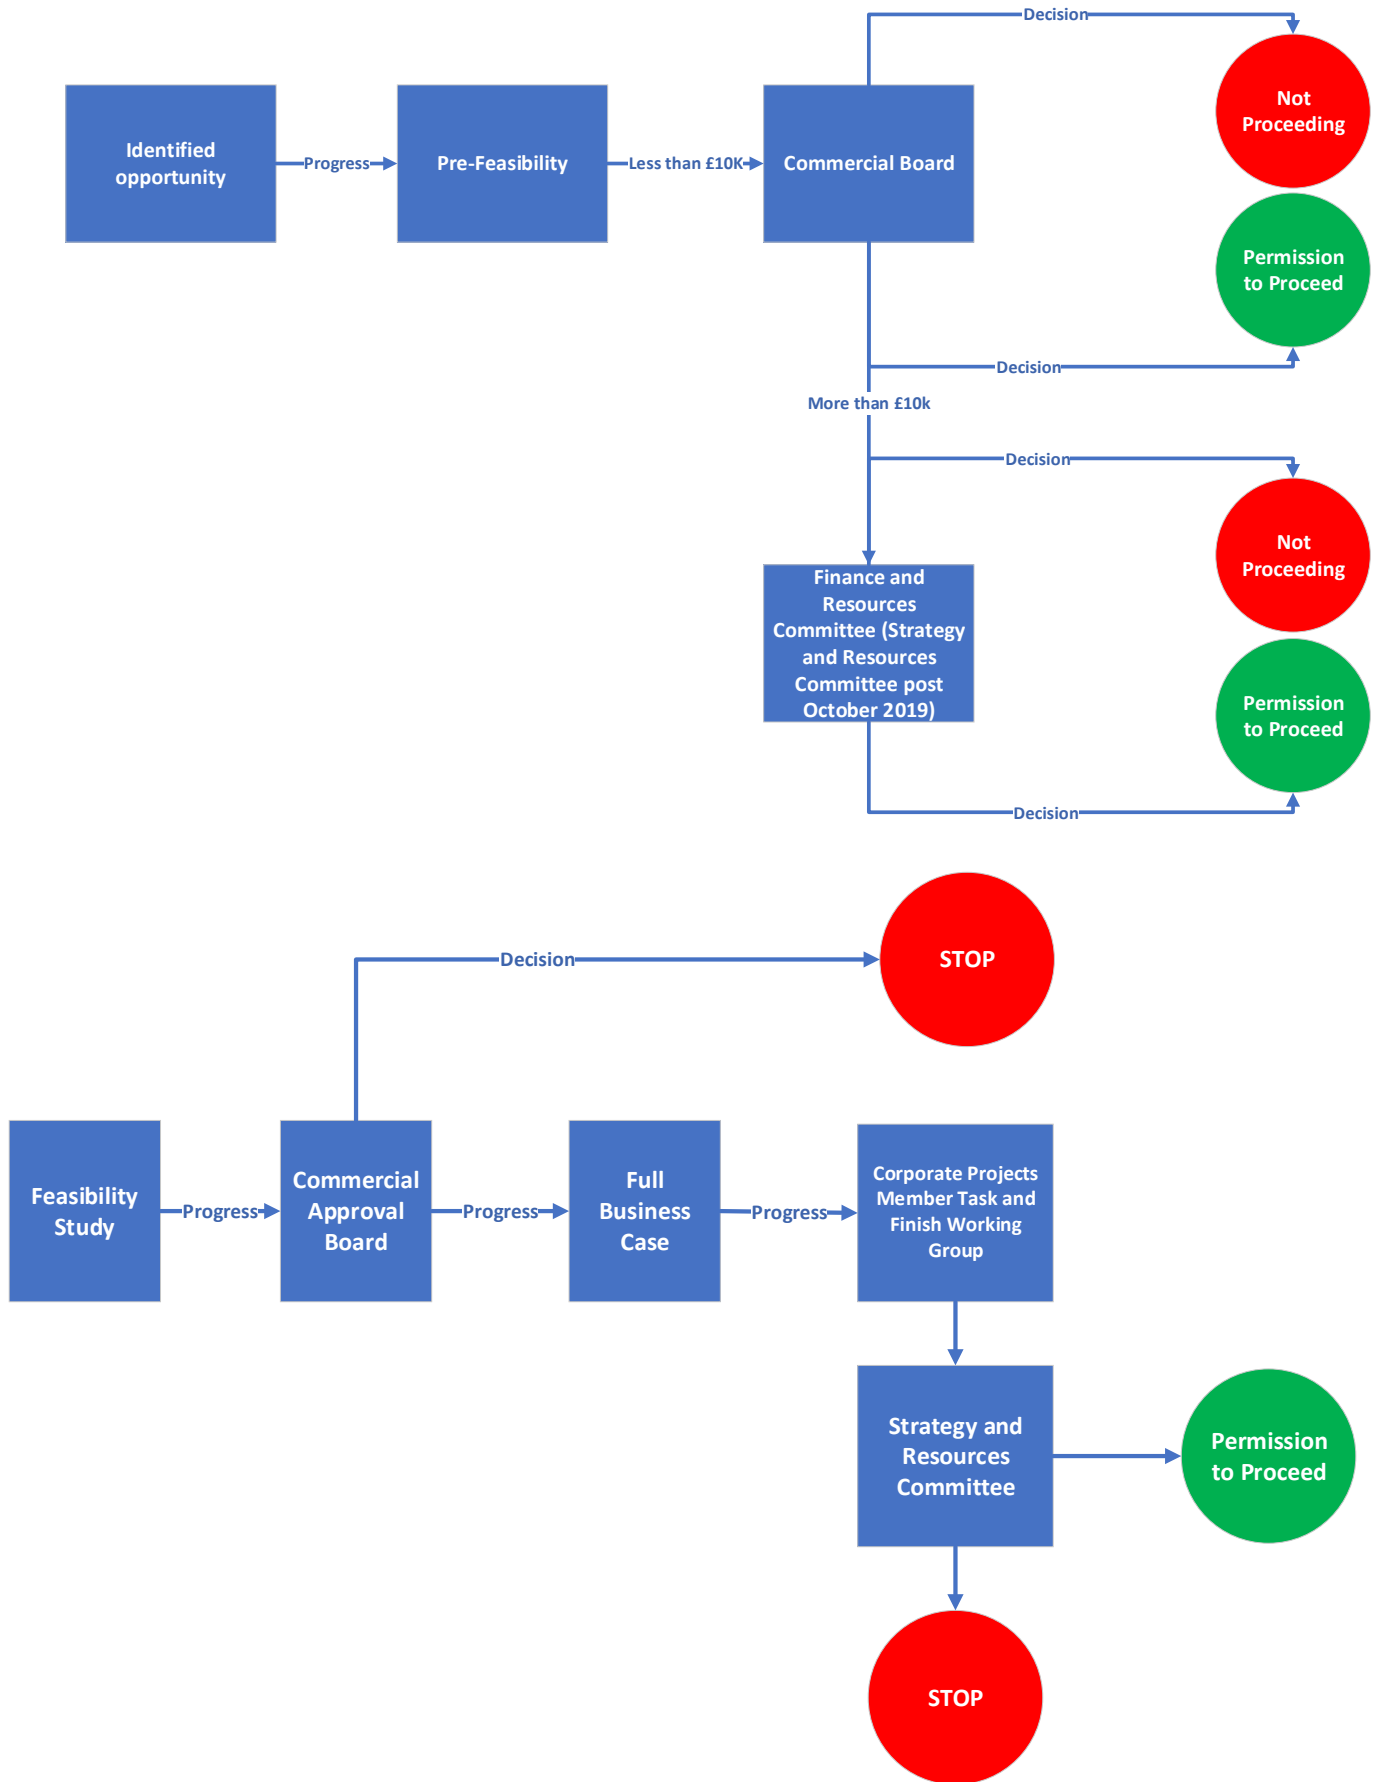 Decision
Not
Proceeding
Identified
opportunity
Progress
Pre-Feasibility
Less than £10K
Commercial Board
Permission
to Proceed
Decision
More than £10k
Decision
Not
Proceeding
Finance and
Resources
Committee (Strategy
and Resources
Committee post
October 2019)
Permission
to Proceed
Decision
Decision
STOP
Feasibility
Study
Progress
Commercial
Approval
Board
Progress
Full
Business
Case
Progress
Corporate Projects
Member Task and
Finish Working
Group
Strategy and
Resources
Committee
Permission
to Proceed
STOP